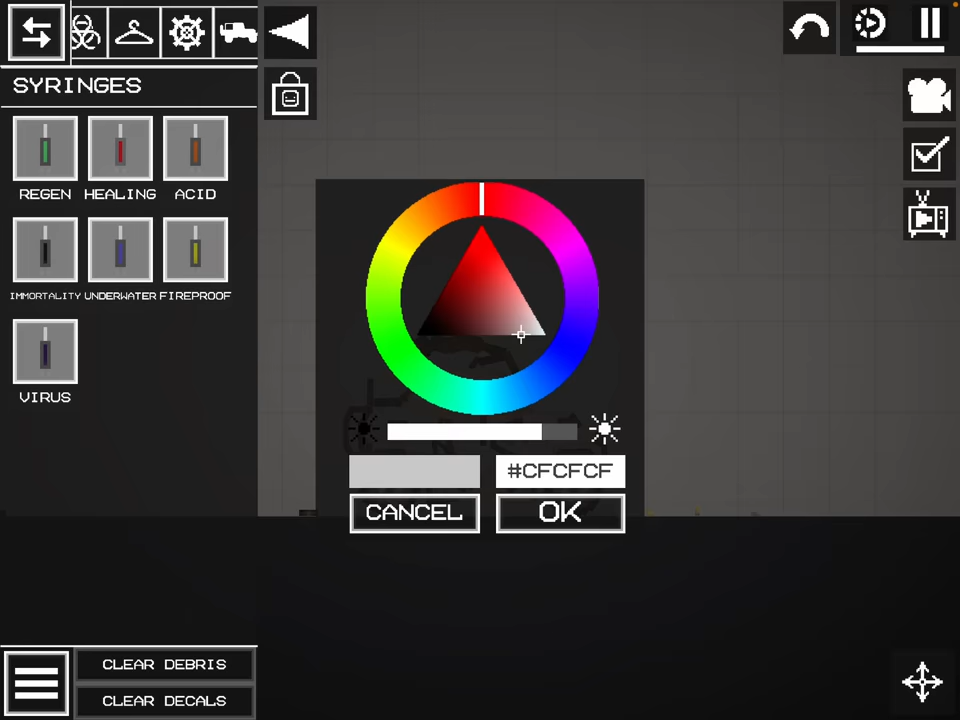 SYRINGES
REGEN HEALING ACID
IMMORTALITY UNDERWATER FIREPROOF
VIRUS
#CFCFCF
CANCEL OK
CLEAR DEBRIS
CLEAR DECALS